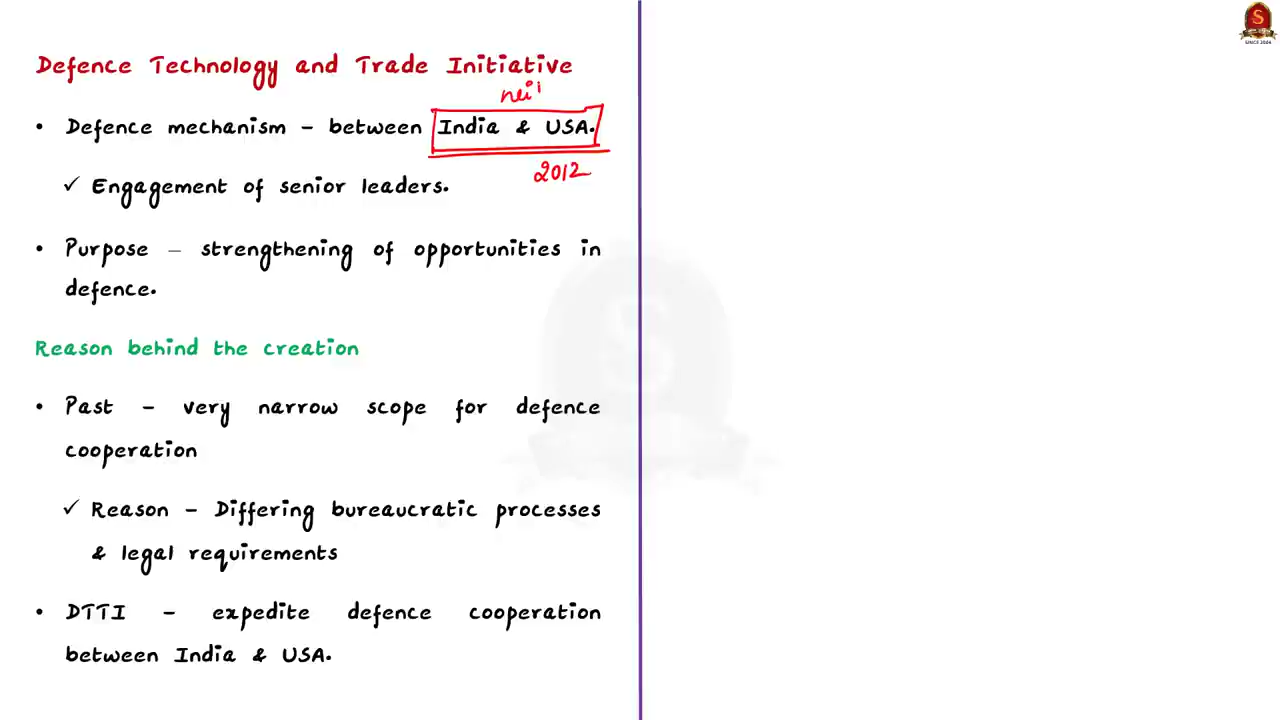 Defence Technology and Trade Initiative
• Defence mechanism – between India & USA.
2012
✓ Engagement of senior leaders.
• Purpose – strengthening of opportunities in
defence.
Reason behind the creation
• Past – very narrow scope for defence
cooperation
✓ Reason – Differing bureaucratic processes
& legal requirements
• DTTI – expedite defence cooperation
between India & USA.
S
SINCE 2004